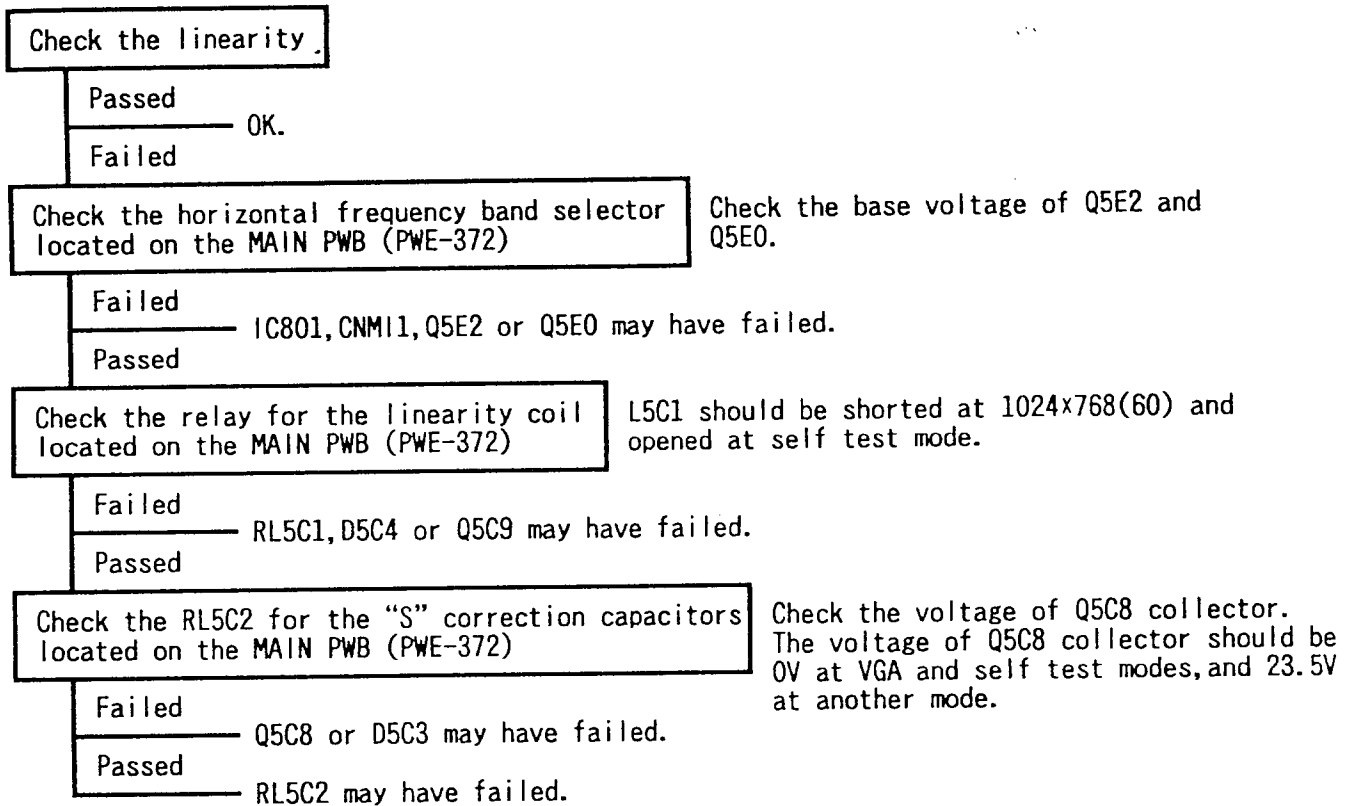 Check the linearity.
Passed
OK.
Failed
Check the horizontal frequency band selector
located on the MAIN PWB (PWE-372)
Check the base voltage of Q5E2 and
Q5E0.
Failed
IC801,CNMI1,Q5E2 or Q5E0 may have failed.
Passed
Check the relay for the linearity coil
located on the MAIN PWB (PWE-372)
L5C1 should be shorted at 1024x768(60) and
opened at self test mode.
Failed
RL5C1,D5C4 or Q5C9 may have failed.
Passed
Check the RL5C2 for the “S” correction capacitors
located on the MAIN PWB (PWE-372)
Check the voltage of Q5C8 collector.
The voltage of Q5C8 collector should be
0V at VGA and self test modes,and 23.5V
at another mode.
Failed
Q5C8 or D5C3 may have failed.
Passed
RL5C2 may have failed.